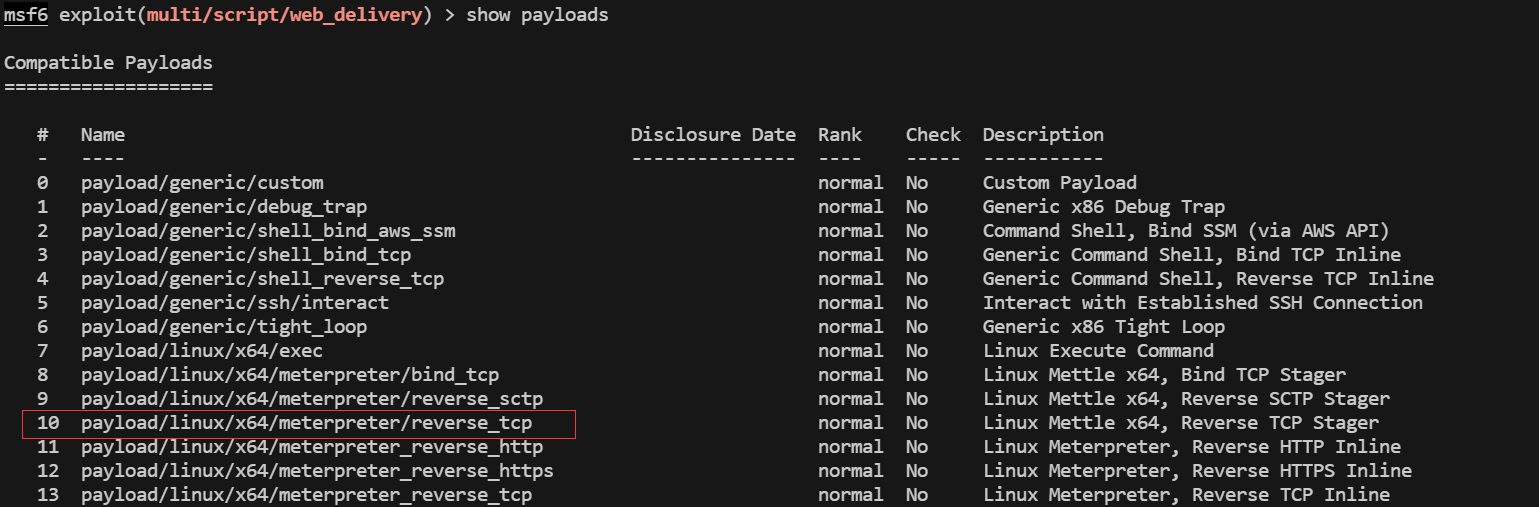 msf6 exploit(multi/script/web_delivery) > show payloads
Compatible Payloads
===================
#   Name                                              Disclosure Date  Rank    Check  Description
-   ----                                              ---------------  ----    -----  -----------
0   payload/generic/custom                                             normal  No     Custom Payload
1   payload/generic/debug_trap                                         normal  No     Generic x86 Debug Trap
2   payload/generic/shell_bind_aws_ssm                                 normal  No     Command Shell, Bind SSM (via AWS API)
3   payload/generic/shell_bind_tcp                                     normal  No     Generic Command Shell, Bind TCP Inline
4   payload/generic/shell_reverse_tcp                                  normal  No     Generic Command Shell, Reverse TCP Inline
5   payload/generic/ssh/interact                                       normal  No     Interact with Established SSH Connection
6   payload/generic/tight_loop                                         normal  No     Generic x86 Tight Loop
7   payload/linux/x64/exec                                             normal  No     Linux Execute Command
8   payload/linux/x64/meterpreter/bind_tcp                             normal  No     Linux Mettle x64, Bind TCP Stager
9   payload/linux/x64/meterpreter/reverse_sctp                         normal  No     Linux Mettle x64, Reverse SCTP Stager
10  payload/linux/x64/meterpreter/reverse_tcp                          normal  No     Linux Mettle x64, Reverse TCP Stager
11  payload/linux/x64/meterpreter_reverse_http                         normal  No     Linux Meterpreter, Reverse HTTP Inline
12  payload/linux/x64/meterpreter_reverse_https                        normal  No     Linux Meterpreter, Reverse HTTPS Inline
13  payload/linux/x64/meterpreter_reverse_tcp                          normal  No     Linux Meterpreter, Reverse TCP Inline